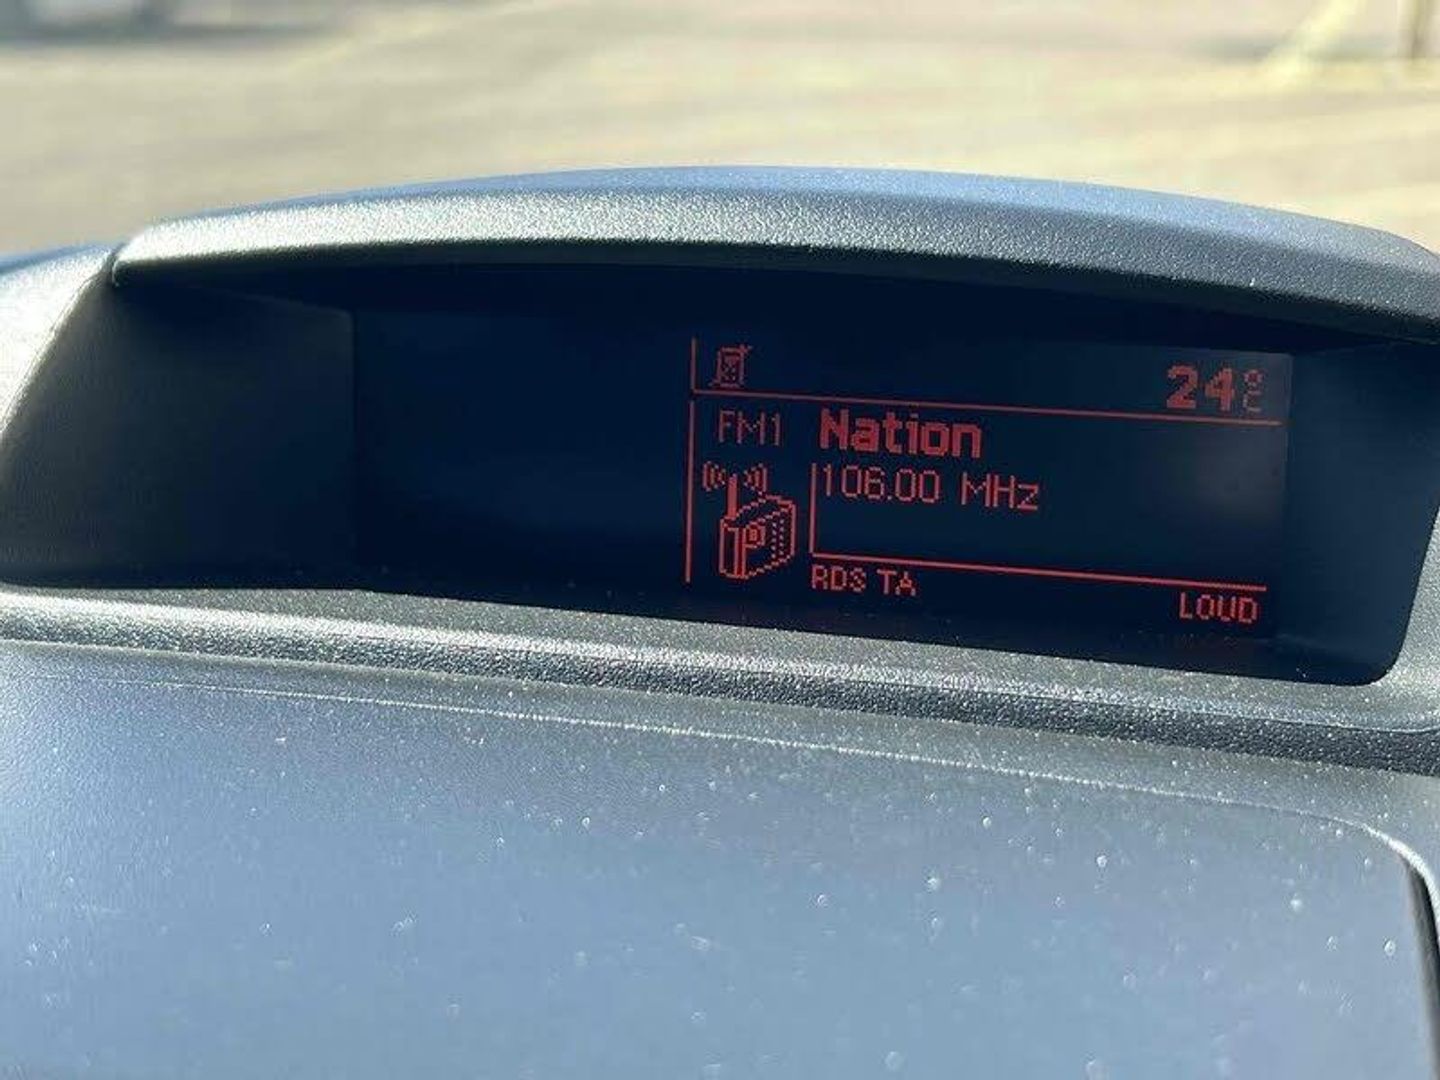 24°C
FM1 Nation
106.00 MHz
RDS TA
LOUD